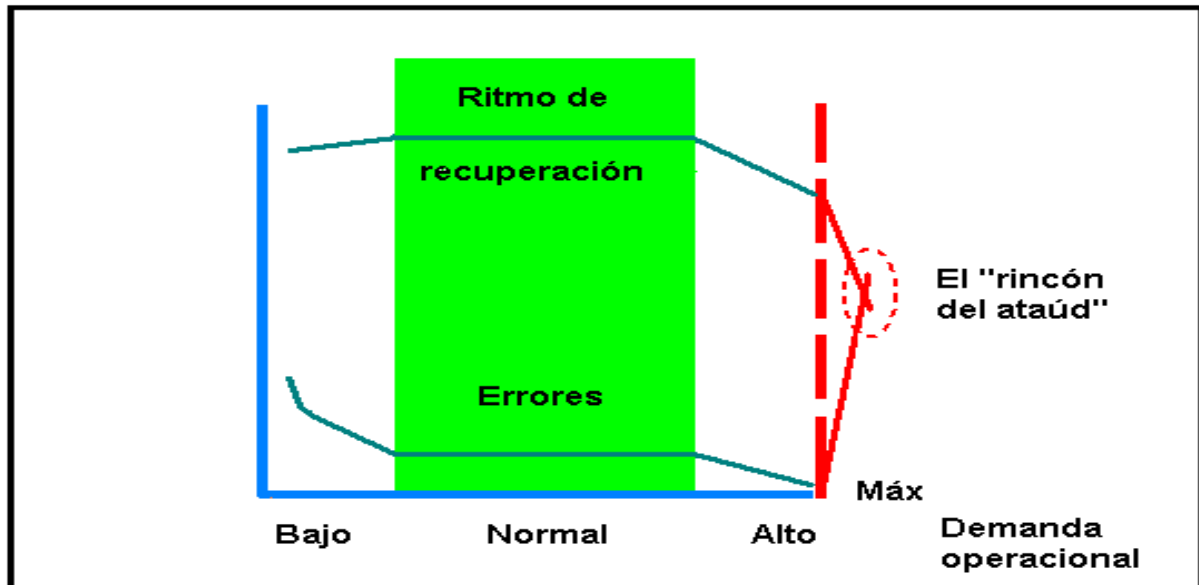 Ritmo de
recuperación
El "rincón
del ataúd"
Errores
Máx
Bajo
Normal
Alto
Demanda
operacional